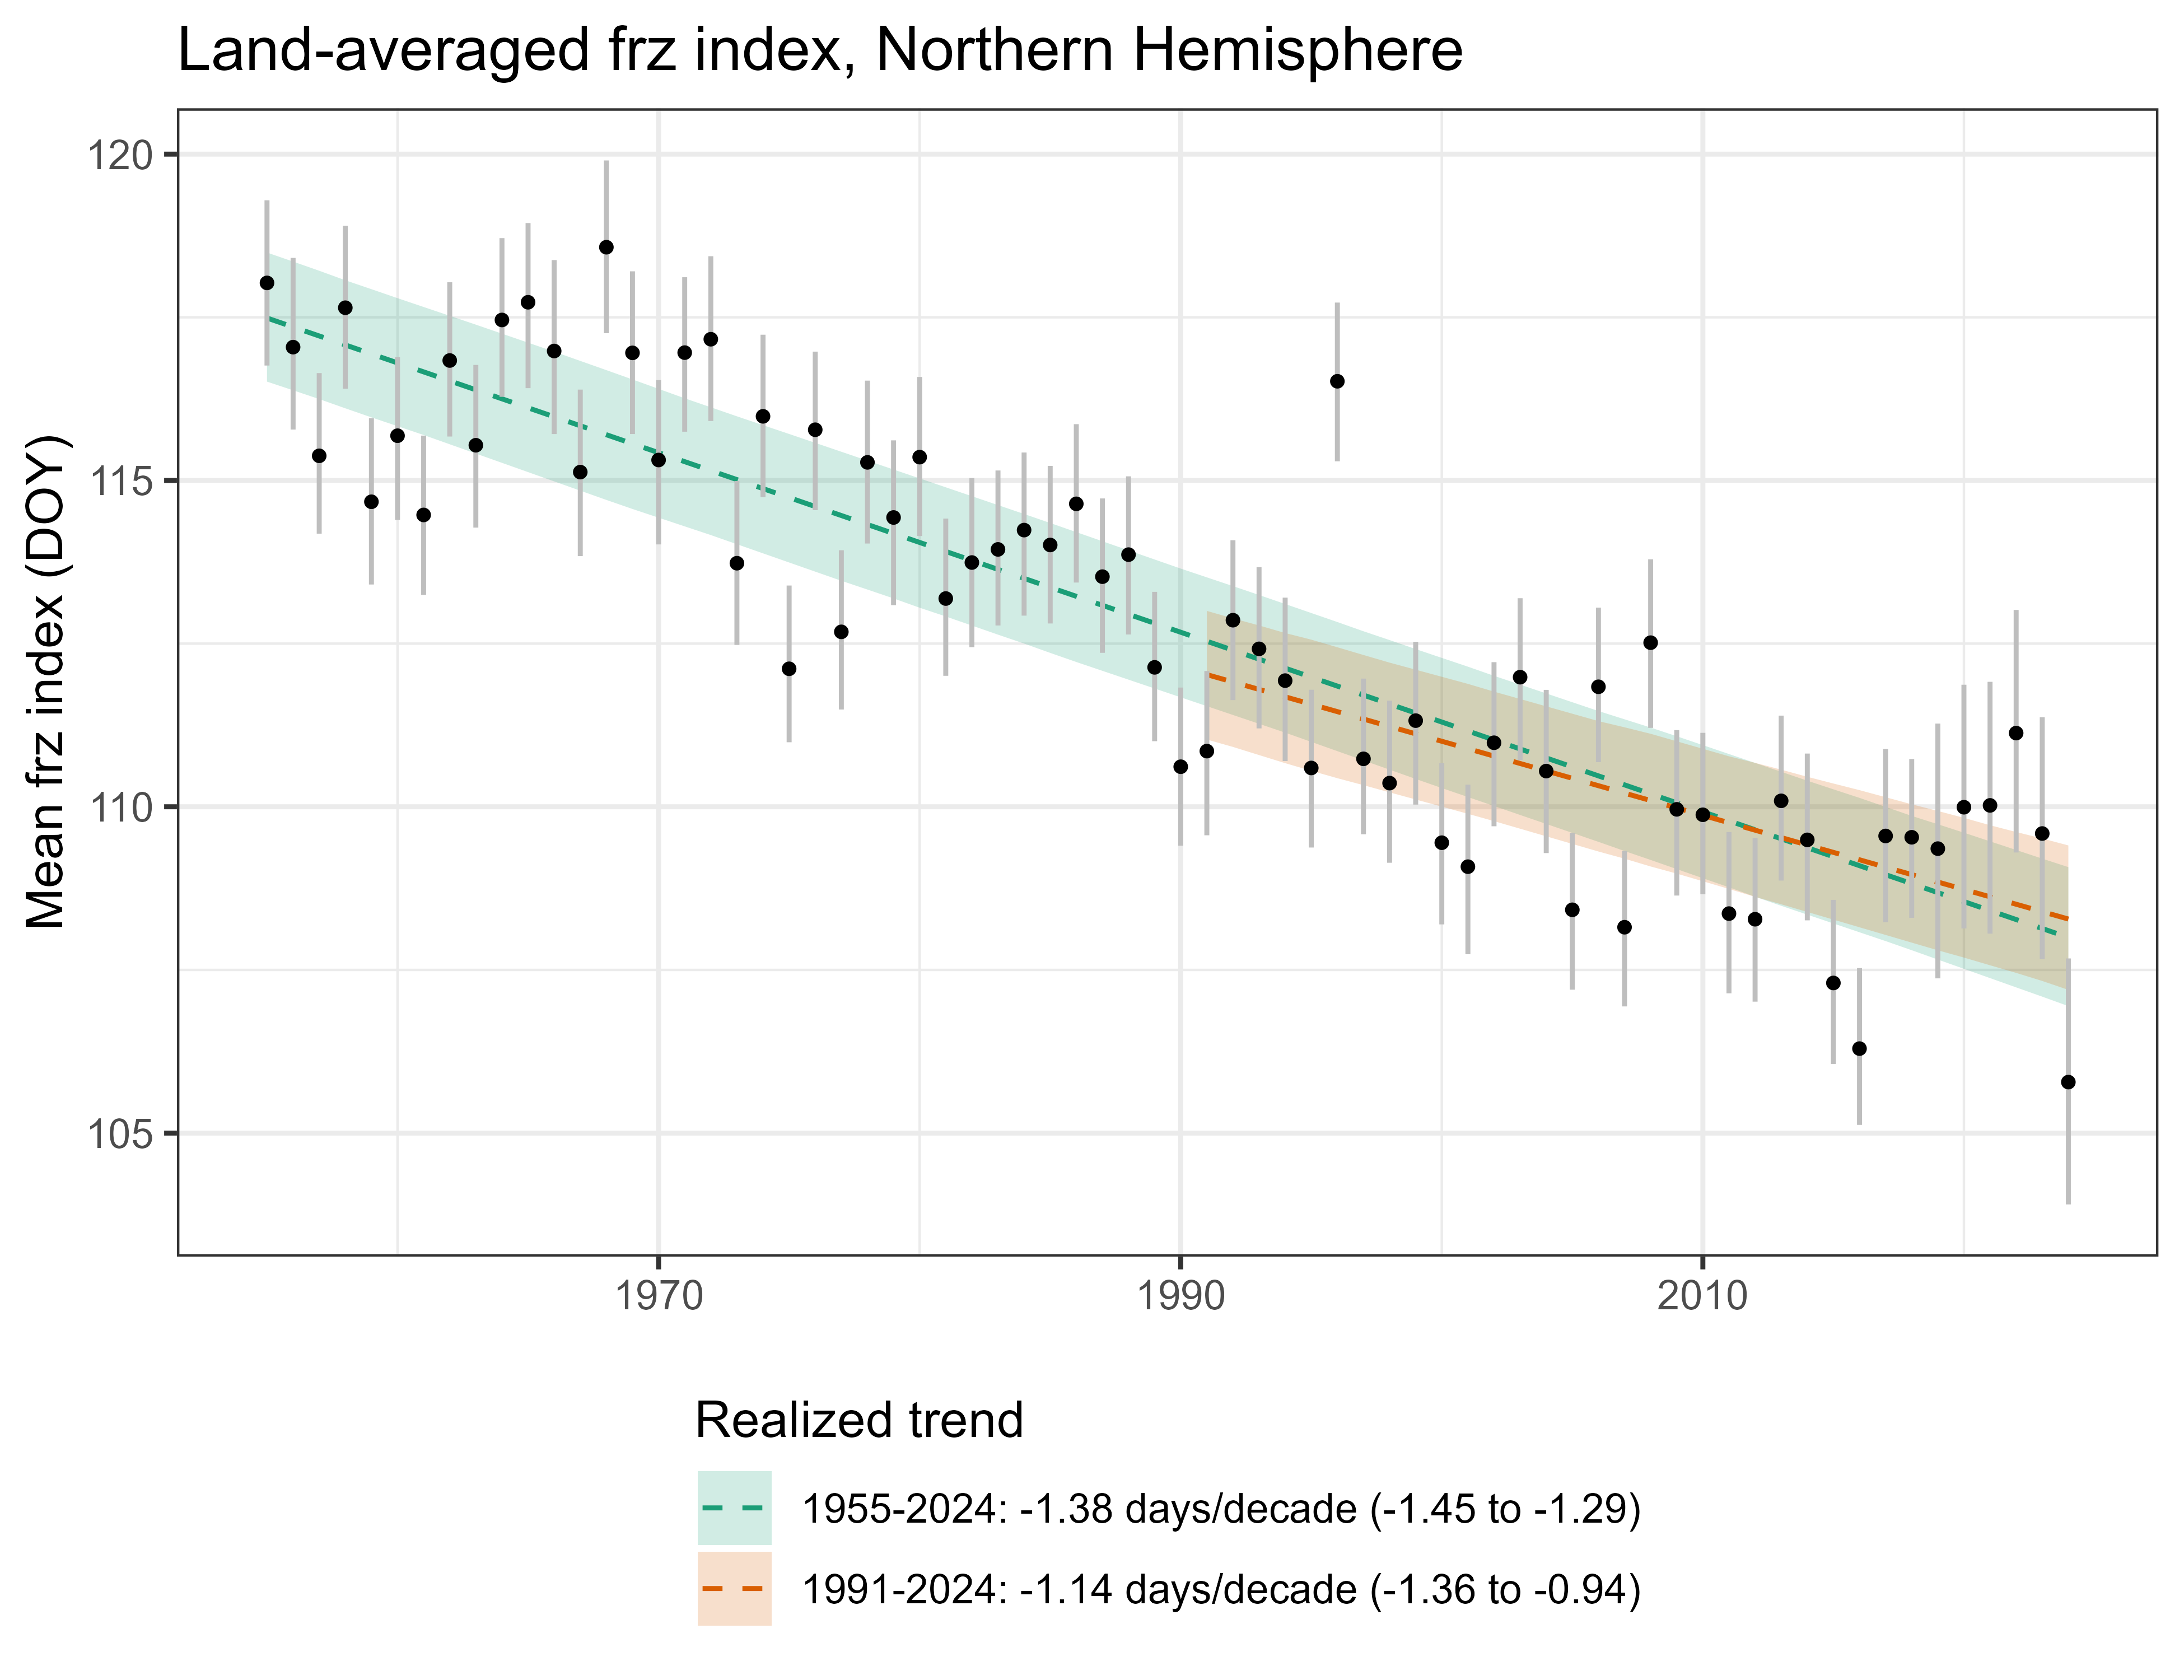 Land-averaged frz index, Northern Hemisphere
Mean frz index (DOY)
120
115
110
105
1970 1990 2010
Realized trend
1955-2024: -1.38 days/decade (-1.45 to -1.29)
1991-2024: -1.14 days/decade (-1.36 to -0.94)